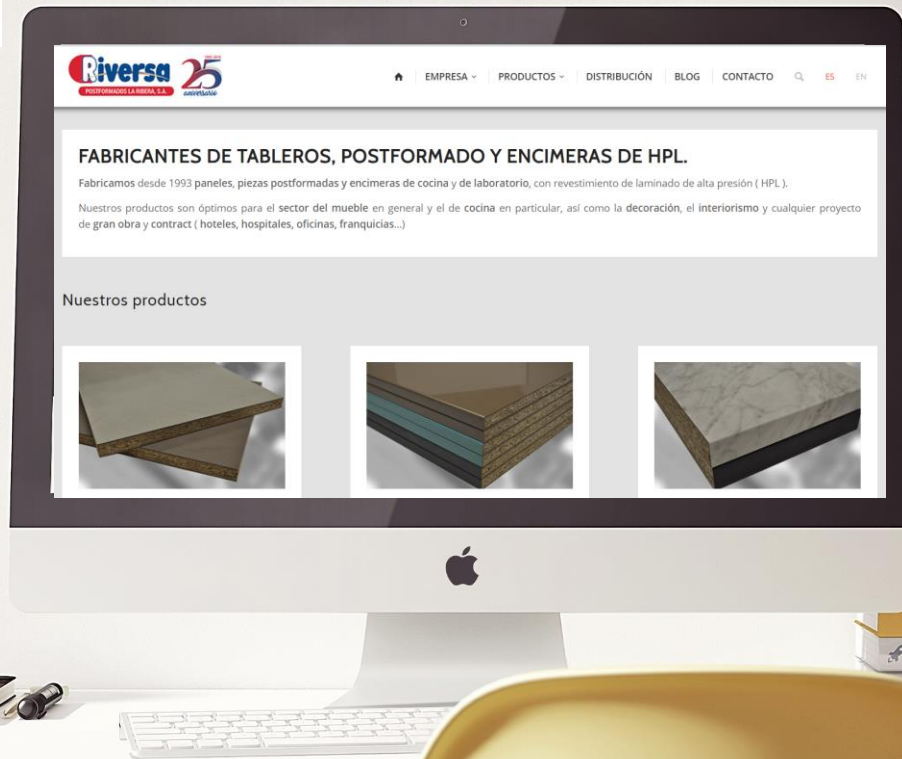 Riversa
POSTFORMADOS LA RIBERA, S.A.
25
aniversario
EMPRESA
PRODUCTOS
DISTRIBUCIÓN
BLOG
CONTACTO
ES
EN
FABRICANTES DE TABLEROS, POSTFORMADO Y ENCIMERAS DE HPL.
Fabricamos desde 1993 paneles, piezas postformadas y encimeras de cocina y de laboratorio, con revestimiento de laminado de alta presión ( HPL ).
Nuestros productos son óptimos para el sector del mueble en general y el de cocina en particular, así como la decoración, el interiorismo y cualquier proyecto
de gran obra y contract ( hoteles, hospitales, oficinas, franquicias...)
Nuestros productos